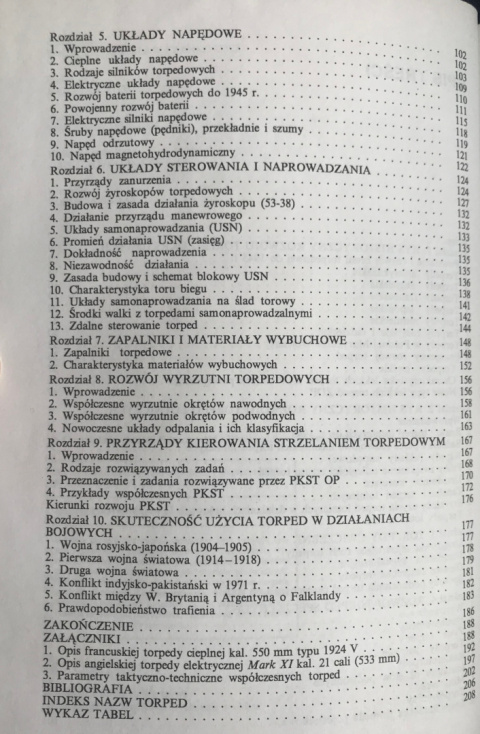 Rozdział 5. UKŁADY NAPĘDOWE . . . . . . . . . . 102
1. Wprowadzenie . . . . . . . . . . 102
2. Cieplne układy napędowe . . . . . . . . . . 103
3. Rodzaje silników torpedowych . . . . . . . . . . 109
4. Elektryczne układy napędowe . . . . . . . . . . 110
5. Rozwój baterii torpedowych do 1945 r. . . . . . . . . . . 111
6. Powojenny rozwój baterii . . . . . . . . . . 115
7. Elektryczne silniki napędowe . . . . . . . . . . 118
8. Śruby napędowe (pędniki), przekładnie i szumy . . . . . . . . . . 119
9. Napęd odrzutowy . . . . . . . . . . 121
10. Napęd magnetohydrodynamiczny . . . . . . . . . . 122
Rozdział 6. UKŁADY STEROWANIA I NAPROWADZANIA . . . . . . . . . . 124
1. Przyrządy zanurzenia . . . . . . . . . . 124
2. Rozwój żyroskopów torpedowych . . . . . . . . . . 127
3. Budowa i zasada działania żyroskopu (53-38) . . . . . . . . . . 132
4. Działanie przyrządu manewrowego . . . . . . . . . . 132
5. Układy samonaprowadzania (USN) . . . . . . . . . . 133
6. Promień działania USN (zasięg) . . . . . . . . . . 135
7. Dokładność naprowadzenia . . . . . . . . . . 135
8. Niezawodność działania . . . . . . . . . . 135
9. Zasada budowy i schemat blokowy USN . . . . . . . . . . 136
10. Charakterystyka toru biegu . . . . . . . . . . 138
11. Układy samonaprowadzania na ślad torowy . . . . . . . . . . 141
12. Środki walki z torpedami samonaprowadzalnymi . . . . . . . . . . 142
13. Zdalne sterowanie torped . . . . . . . . . . 144
Rozdział 7. ZAPALNIKI I MATERIAŁY WYBUCHOWE . . . . . . . . . . 148
1. Zapalniki torpedowe . . . . . . . . . . 148
2. Charakterystyka materiałów wybuchowych . . . . . . . . . . 152
Rozdział 8. ROZWÓJ WYRZUTNI TORPEDOWYCH . . . . . . . . . . 156
1. Wprowadzenie . . . . . . . . . . 156
2. Współczesne wyrzutnie okrętów nawodnych . . . . . . . . . . 158
3. Współczesne wyrzutnie okrętów podwodnych . . . . . . . . . . 161
4. Nowoczesne układy odpalania i ich klasyfikacja . . . . . . . . . . 163
Rozdział 9. PRZYRZĄDY KIEROWANIA STRZELANIEM TORPEDOWYM 167
1. Wprowadzenie . . . . . . . . . . 167
2. Rodzaje rozwiązywanych zadań . . . . . . . . . . 168
3. Przeznaczenie i zadania rozwiązywane przez PKST OP . . . . . . . . . . 170
4. Przykłady współczesnych PKST . . . . . . . . . . 172
Kierunki rozwoju PKST . . . . . . . . . . 176
Rozdział 10. SKUTECZNOŚĆ UŻYCIA TORPED W DZIAŁANIACH
BOJOWYCH . . . . . . . . . . 177
1. Wojna rosyjsko-japońska (1904–1905) . . . . . . . . . . 177
2. Pierwsza wojna światowa (1914–1918) . . . . . . . . . . 178
3. Druga wojna światowa . . . . . . . . . . 179
4. Konflikt indyjsko-pakistański w 1971 r. . . . . . . . . . . 181
5. Konflikt między W. Brytanią i Argentyną o Falklandy . . . . . . . . . . 182
6. Prawdopodobieństwo trafienia . . . . . . . . . . 183
ZAKOŃCZENIE . . . . . . . . . . 186
ZAŁĄCZNIKI . . . . . . . . . . 188
1. Opis francuskiej torpedy cieplnej kal. 550 mm typu 1924 V . . . . . . . . . . 188
2. Opis angielskiej torpedy elektrycznej Mark XI kal. 21 cali (533 mm) . . . . . . . . . . 192
3. Parametry taktyczno-techniczne współczesnych torped . . . . . . . . . . 197
BIBLIOGRAFIA . . . . . . . . . . 202
INDEKS NAZW TORPED . . . . . . . . . . 206
WYKAZ TABEL . . . . . . . . . . 208